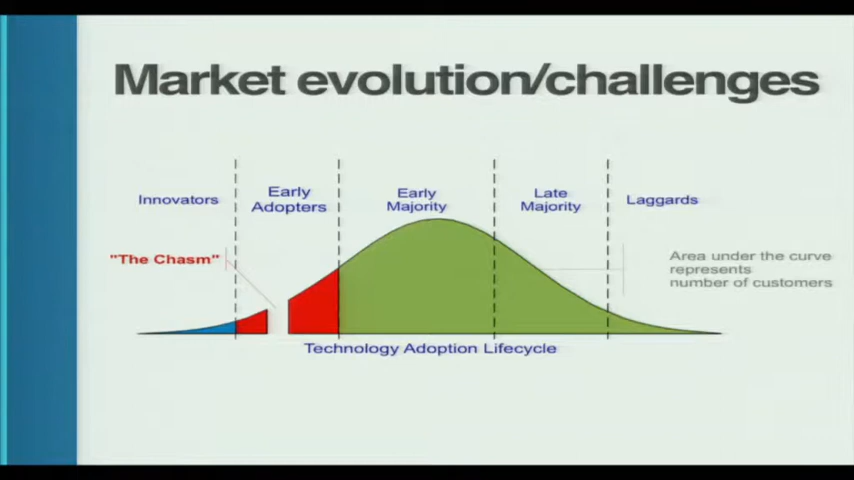 Market evolution/challenges
Innovators
Early
Adopters
Early
Majority
Late
Majority
Laggards
"The Chasm"
Area under the curve
represents
number of customers
Technology Adoption Lifecycle